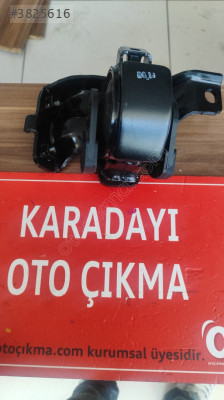 #3825616
KARADAYI
OTO ÇIKMA
otoçıkma.com kurumsal üyesidir.